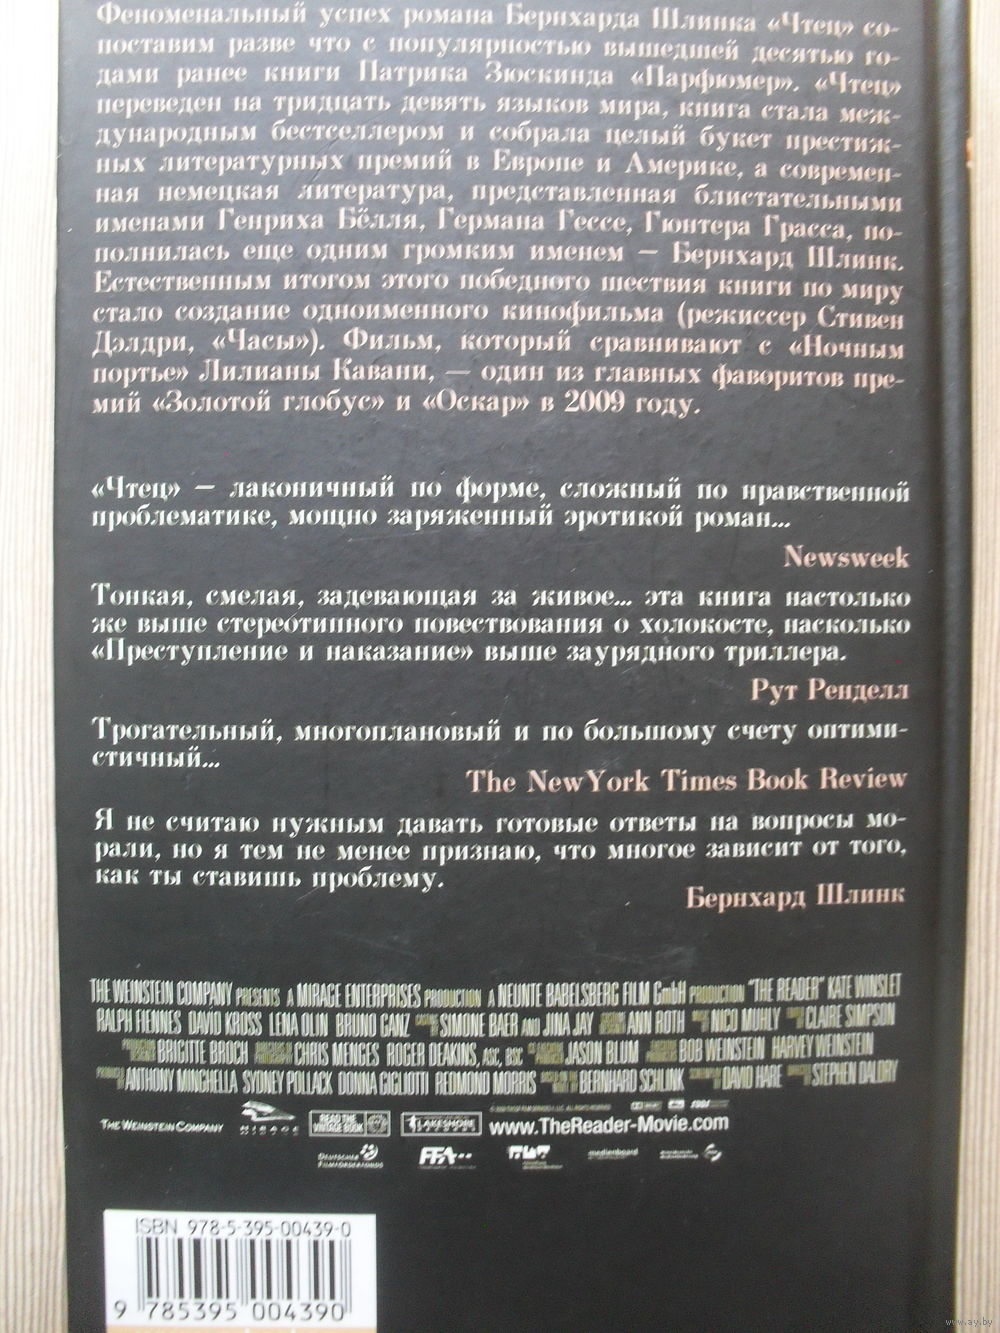 Феноменальный успех романа Бернхарда Шлинка «Чтец» со-
поставим разве что с популярностью вышедшей десятью го-
дами ранее книги Патрика Зюскинда «Парфюмер». «Чтец»
переведен на тридцать девять языков мира, книга стала меж-
дународным бестселлером и собрала целый букет престиж-
ных литературных премий в Европе и Америке, а современ-
ная немецкая литература, представленная блистательными
именами Генриха Бёлля, Германа Гессе, Гюнтера Грасса, по-
полнилась еще одним громким именем — Бернхард Шлинк.
Естественным итогом этого победного шествия книги по миру
стало создание одноименного кинофильма (режиссер Стивен
Дэлдри, «Часы»). Фильм, который сравнивают с «Ночным
портье» Лилианы Кавани, — один из главных фаворитов пре-
мий «Золотой глобус» и «Оскар» в 2009 году.
«Чтец» — лаконичный по форме, сложный по нравственной
проблематике, мощно заряженный эротикой роман...
Newsweek
Тонкая, смелая, задевающая за живое... эта книга настолько
же выше стереотипного повествования о холокосте, насколько
«Преступление и наказание» выше заурядного триллера.
Рут Ренделл
Трогательный, многоплановый и по большому счету оптими-
стичный...
The NewYork Times Book Review
Я не считаю нужным давать готовые ответы на вопросы мо-
рали, но я тем не менее признаю, что многое зависит от того,
как ты ставишь проблему.
Бернхард Шлинк
THE WEINSTEIN COMPANY PRESENTS A MIRAGE ENTERPRISES PRODUCTION A NEUNTE BABELSBERG FILM GmbH PRODUCTION "THE READER" KATE WINSLET
RALPH FIENNES DAVID KROSS LENA OLIN BRUNO GANZ SIMONE BAER AND JINA JAY ANN ROTH NICO MUHLY CLAIRE SIMPSON
BRIGITTE BROCH CHRIS MENGES ROGER DEAKINS, ASC, BSC JASON BLUM BOB WEINSTEIN HARVEY WEINSTEIN
ANTHONY MINGHELLA SYDNEY POLLACK DONNA GIGLIOTTI REDMOND MORRIS BERNHARD SCHLINK DAVID HARE STEPHEN DALDRY
THE WEINSTEIN COMPANY MIRAGE READ THE VINTAGE BOOK LAKESHORE www.TheReader-Movie.com
DEUTSCHER FILMFÖRDERFONDS FFA medienboard
ISBN 978-5-395-00439-0
9 785395 004390
www.ay.by